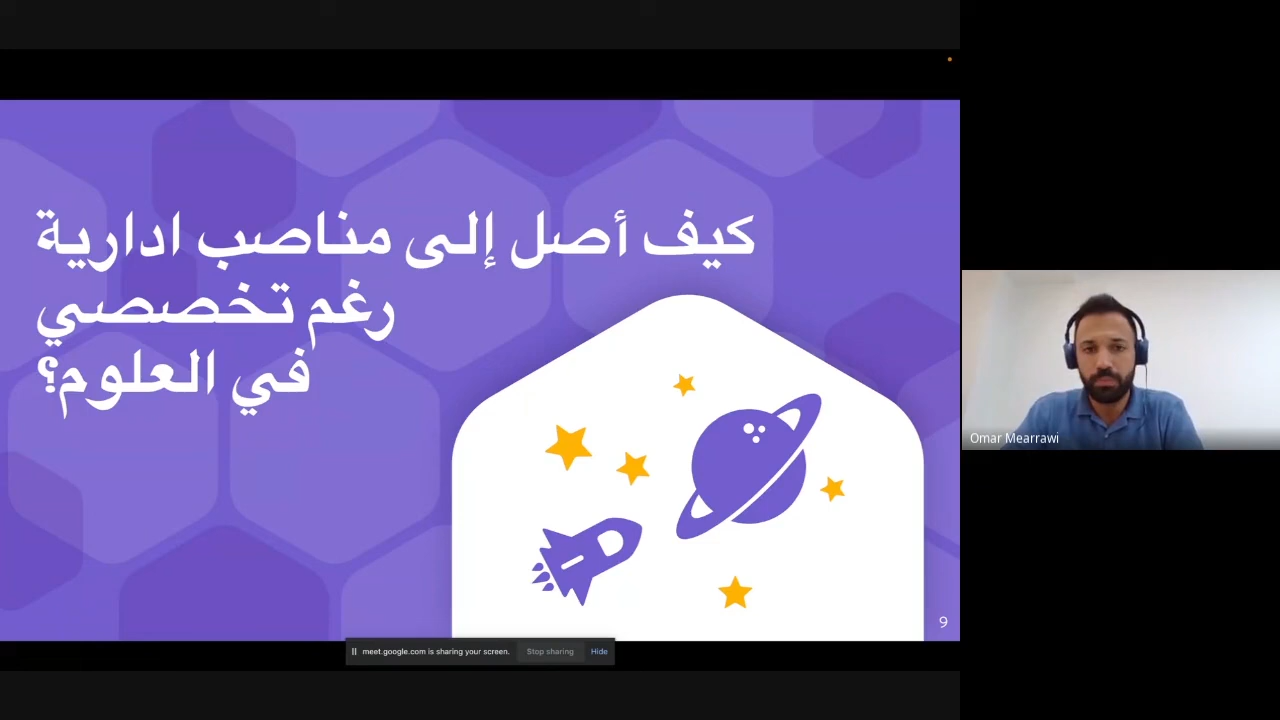 كيف أصل إلى مناصب ادارية
رغم تخصصي
في العلوم؟
9
meet.google.com is sharing your screen.
Stop sharing
Hide
Omar Mearrawi